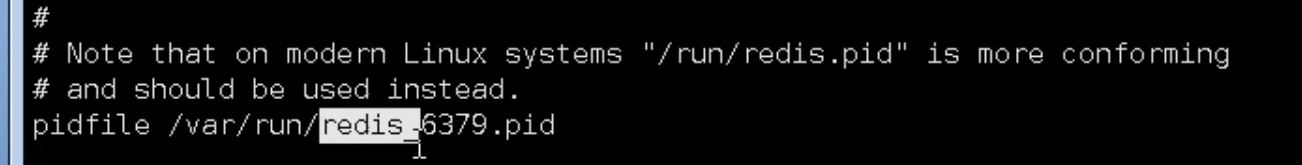 #
# Note that on modern Linux systems "/run/redis.pid" is more conforming
# and should be used instead.
pidfile /var/run/redis_6379.pid